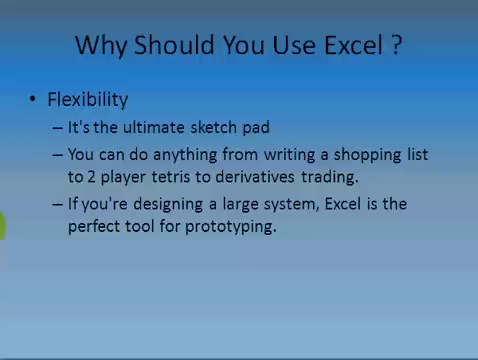 Why Should You Use Excel ?
• Flexibility
– It's the ultimate sketch pad
– You can do anything from writing a shopping list
to 2 player tetris to derivatives trading.
– If you're designing a large system, Excel is the
perfect tool for prototyping.